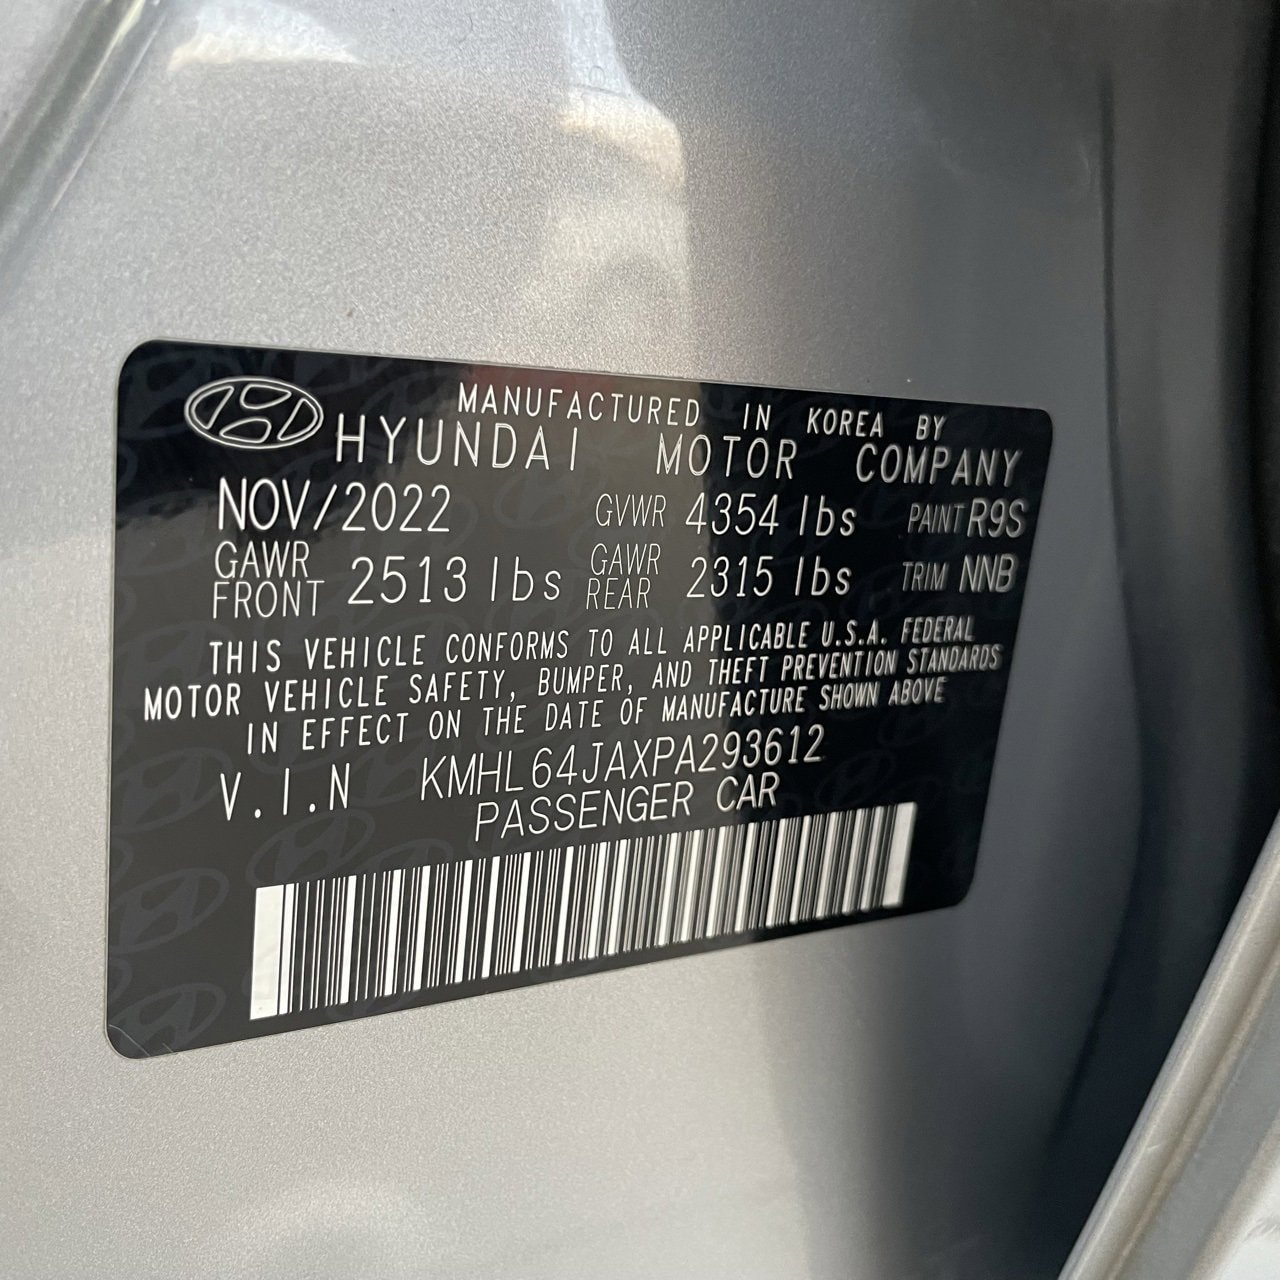 MANUFACTURED IN KOREA BY
HYUNDAI MOTOR COMPANY
NOV/2022 GVWR 4354 lbs PAINT R9S
GAWR FRONT 2513 lbs GAWR REAR 2315 lbs TRIM NNB
THIS VEHICLE CONFORMS TO ALL APPLICABLE U.S.A. FEDERAL
MOTOR VEHICLE SAFETY, BUMPER, AND THEFT PREVENTION STANDARDS
IN EFFECT ON THE DATE OF MANUFACTURE SHOWN ABOVE
V.I.N KMHL64JAXPA293612
PASSENGER CAR